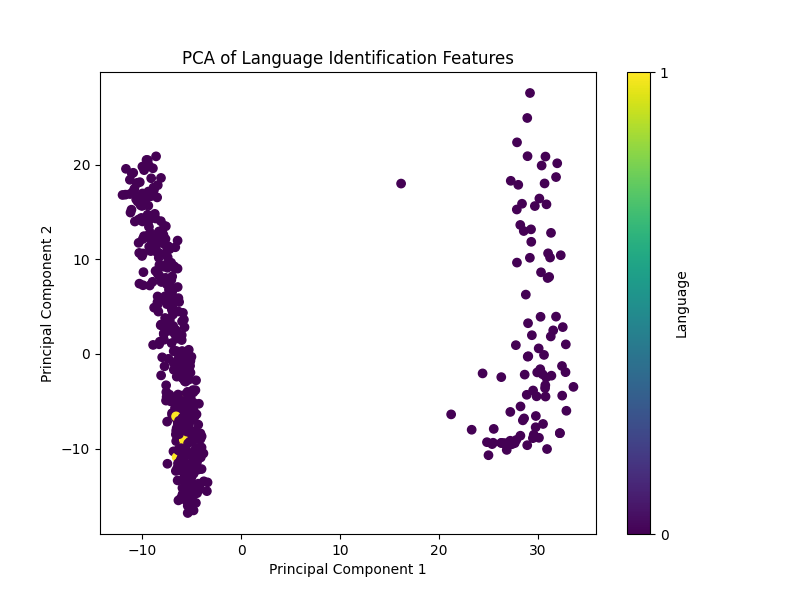 PCA of Language Identification Features
Principal Component 2
20
10
0
−10
−10
0
10
20
30
Principal Component 1
1
0
Language